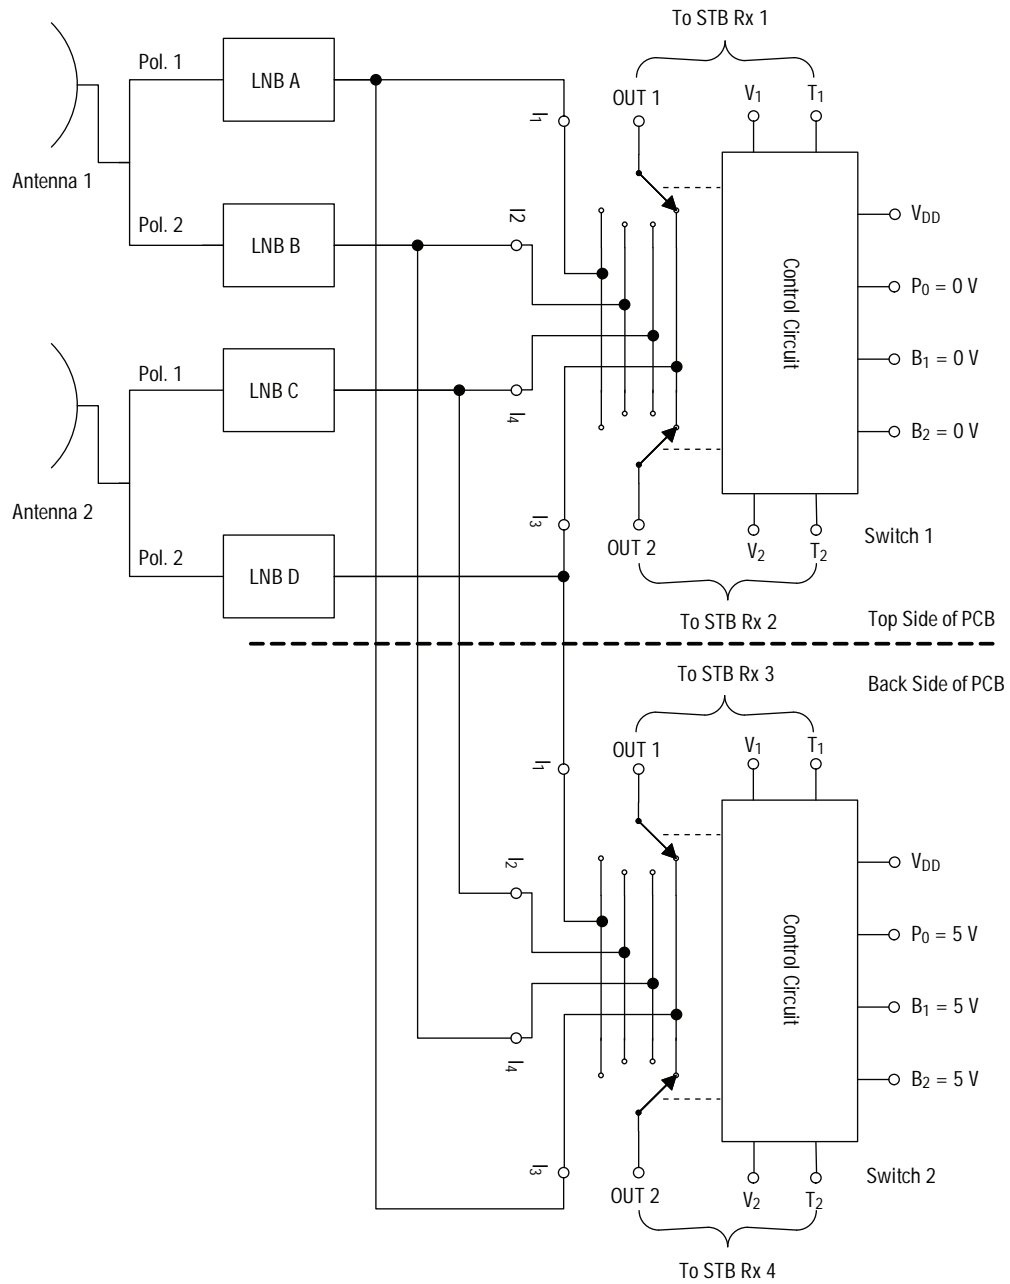 To STB Rx 1
Pol. 1
LNB A
OUT 1
V1
T1
I1
Antenna 1
Pol. 2
LNB B
I2
VDD
Control Circuit
P0 = 0 V
B1 = 0 V
B2 = 0 V
Pol. 1
LNB C
I4
Antenna 2
I3
OUT 2
V2
T2
Switch 1
Pol. 2
LNB D
To STB Rx 2
Top Side of PCB
To STB Rx 3
Back Side of PCB
OUT 1
V1
T1
I1
I2
VDD
Control Circuit
P0 = 5 V
B1 = 5 V
B2 = 5 V
I4
I3
OUT 2
V2
T2
Switch 2
To STB Rx 4